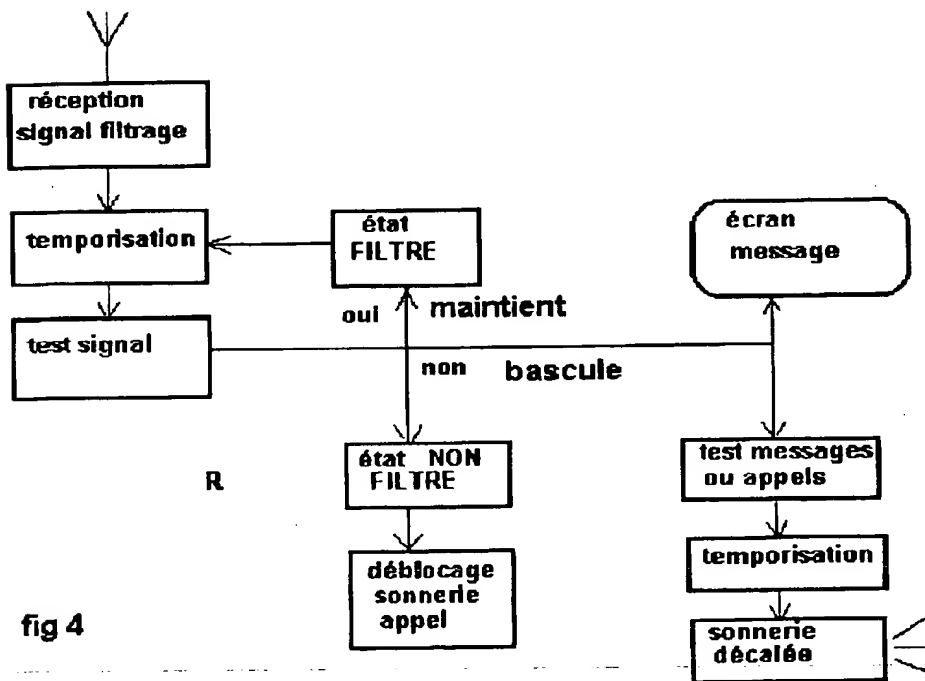 réception
signal filtrage
temporisation
état
FILTRE
écran
message
oui maintient
test signal
non bascule
R
état NON
FILTRE
test messages
ou appels
déblocage
sonnerie
appel
temporisation
fig 4
sonnerie
décalée